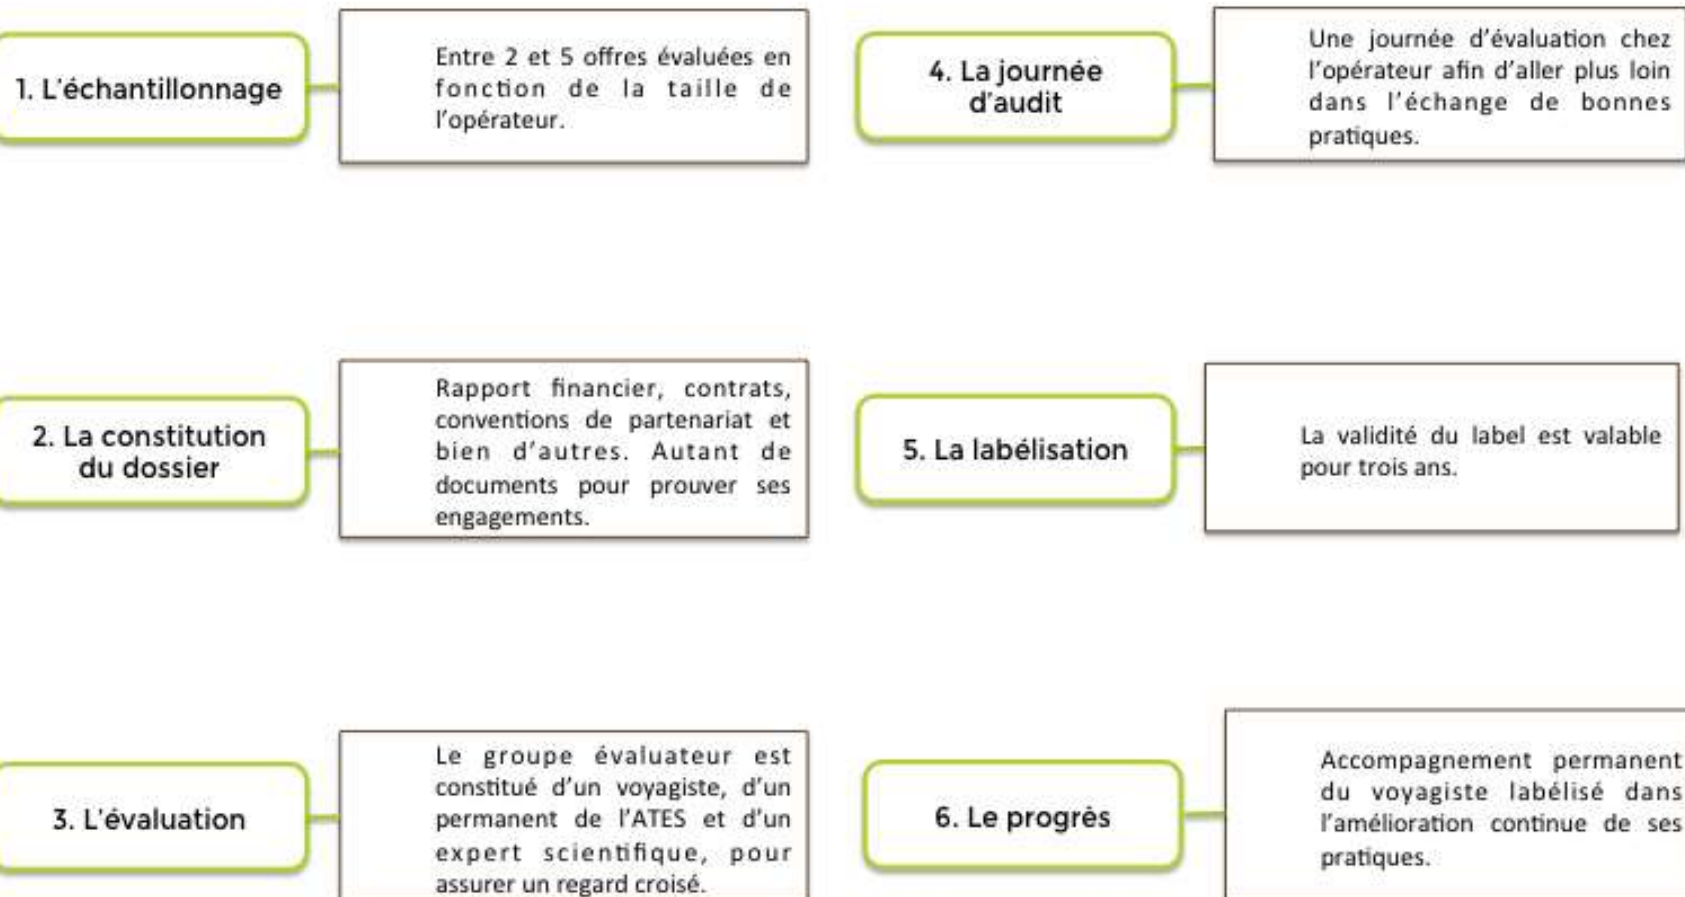 1. L'échantillonnage
Entre 2 et 5 offres évaluées en
fonction de la taille de
l'opérateur.
2. La constitution
du dossier
Rapport financier, contrats,
conventions de partenariat et
bien d'autres. Autant de
documents pour prouver ses
engagements.
3. L'évaluation
Le groupe évaluateur est
constitué d'un voyagiste, d'un
permanent de l'ATES et d'un
expert scientifique, pour
assurer un regard croisé.
4. La journée
d'audit
Une journée d'évaluation chez
l'opérateur afin d'aller plus loin
dans l'échange de bonnes
pratiques.
5. La labélisation
La validité du label est valable
pour trois ans.
6. Le progrès
Accompagnement permanent
du voyagiste labélisé dans
l'amélioration continue de ses
pratiques.